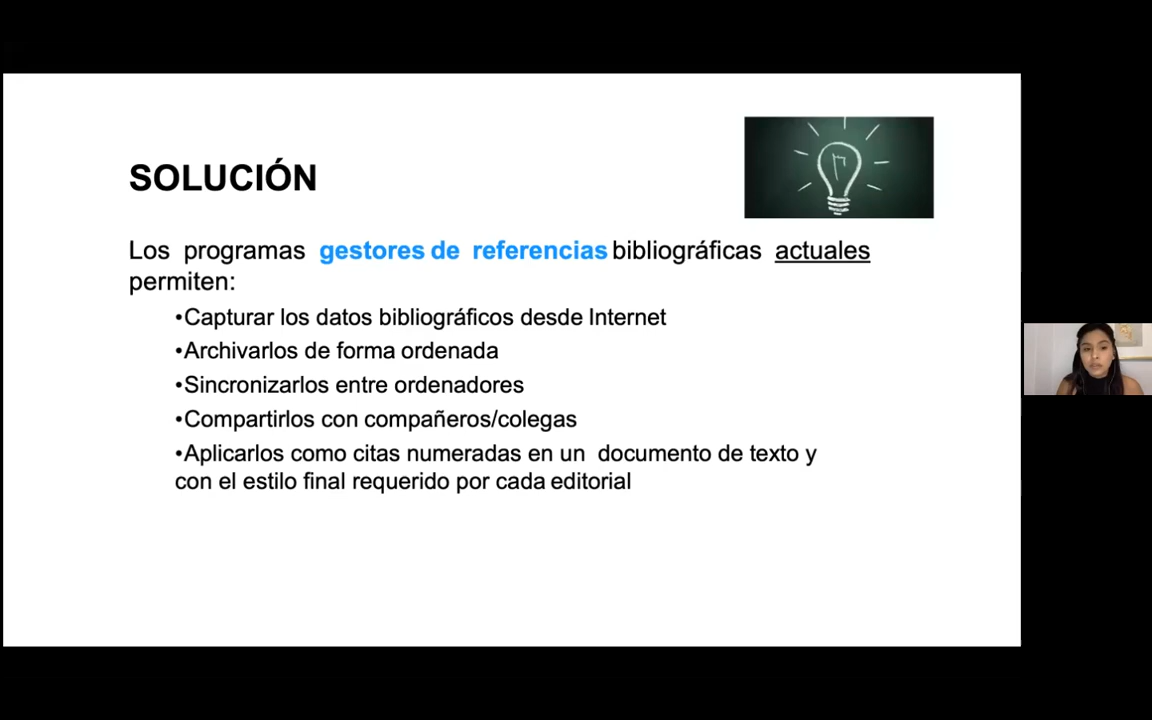 SOLUCIÓN
Los programas gestores de referencias bibliográficas actuales
permiten:
•Capturar los datos bibliográficos desde Internet
•Archivarlos de forma ordenada
•Sincronizarlos entre ordenadores
•Compartirlos con compañeros/colegas
•Aplicarlos como citas numeradas en un documento de texto y
con el estilo final requerido por cada editorial